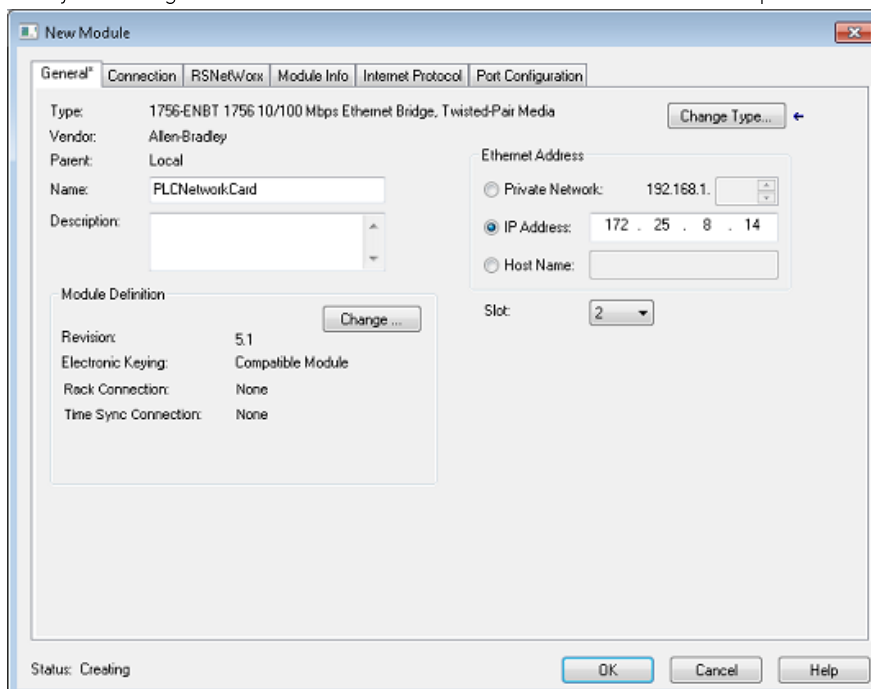 New Module
General* Connection RSNetWorx Module Info Internet Protocol Port Configuration
Type: 1756-ENBT 1756 10/100 Mbps Ethernet Bridge, Twisted-Pair Media
Change Type...
Vendor: Allen-Bradley
Parent: Local
Name: PLCNetworkCard
Description:
Ethernet Address
Private Network: 192.168.1.
IP Address: 172 . 25 . 8 . 14
Host Name:
Slot: 2
Module Definition
Change ...
Revision: 5.1
Electronic Keying: Compatible Module
Rack Connection: None
Time Sync Connection: None
Status: Creating
OK Cancel Help